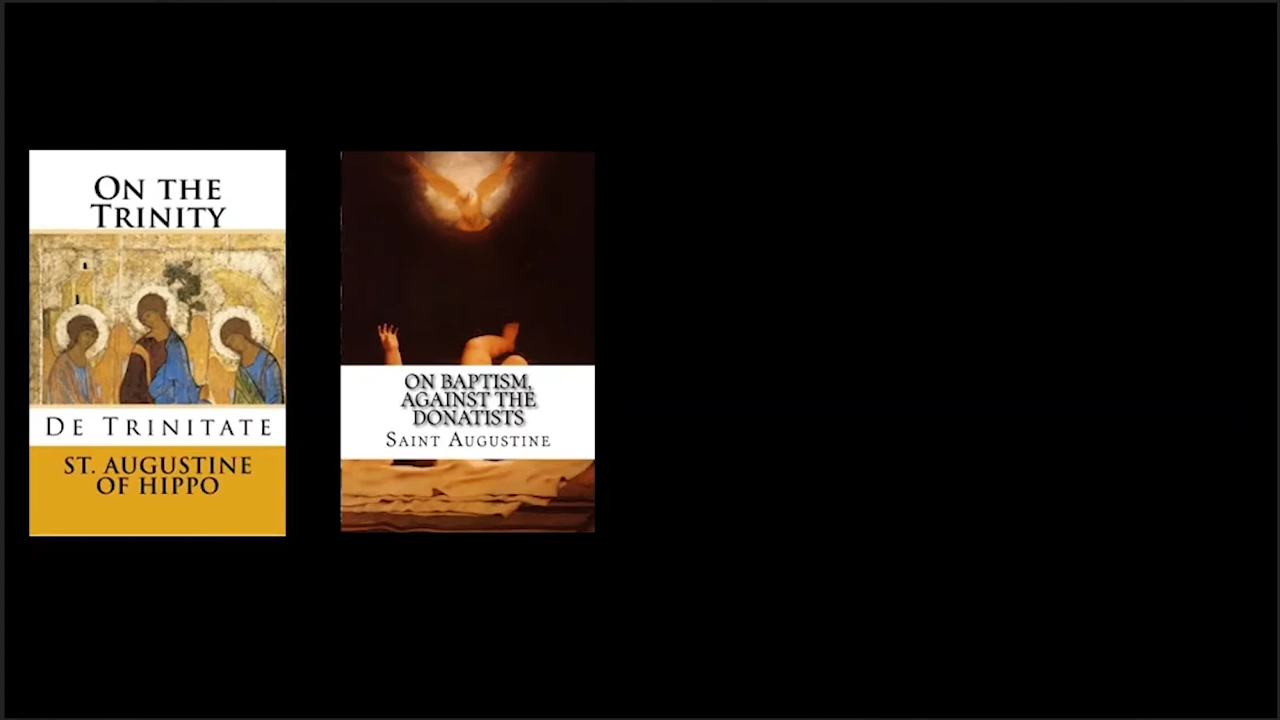 ON THE
TRINITY
DE TRINITATE
ST. AUGUSTINE
OF HIPPO
ON BAPTISM,
AGAINST THE
DONATISTS
SAINT AUGUSTINE